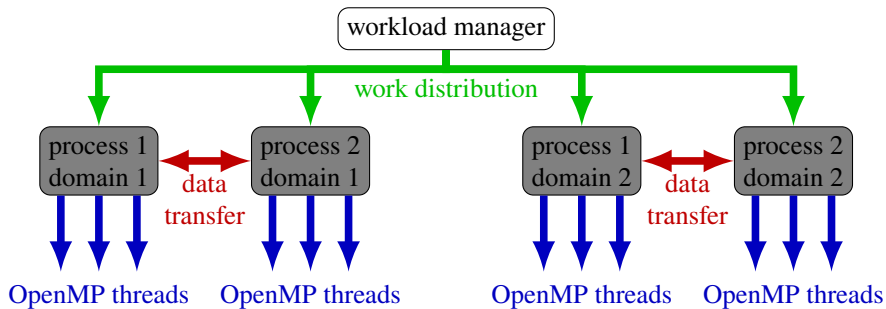 workload manager
work distribution
process 1
domain 1
process 2
domain 1
process 1
domain 2
process 2
domain 2
data
transfer
data
transfer
OpenMP threads
OpenMP threads
OpenMP threads
OpenMP threads